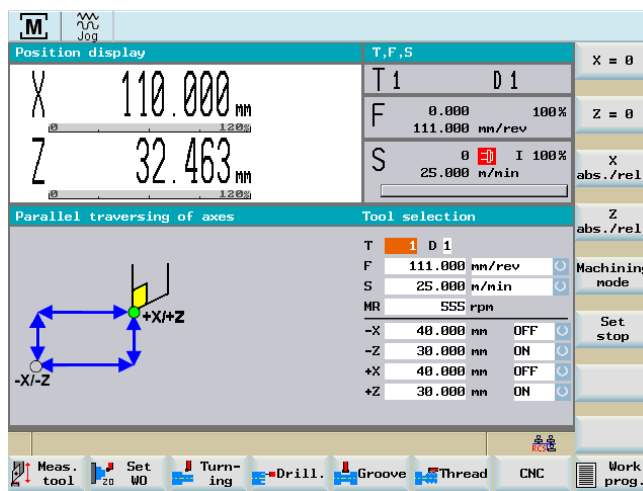 M
Jog
Position display
T,F,S
X = 0
X 110.000 mm
0 120%
T 1 D 1
F 0.000 100%
111.000 mm/rev
Z = 0
Z 32.463 mm
0 120%
S 0 I 100%
25.000 m/min
X
abs./rel
Z
abs./rel
Parallel traversing of axes
Tool selection
T 1 D 1
F 111.000 mm/rev
S 25.000 m/min
MR 555 rpm
-X 40.000 mm OFF
-Z 30.000 mm ON
+X 40.000 mm OFF
+Z 30.000 mm ON
+X/+Z
-X/-Z
Machining
mode
Set
stop
RCS
Meas.
tool
20
Set
WO
Turn-
ing
Drill.
Groove
Thread
CNC
Work
prog